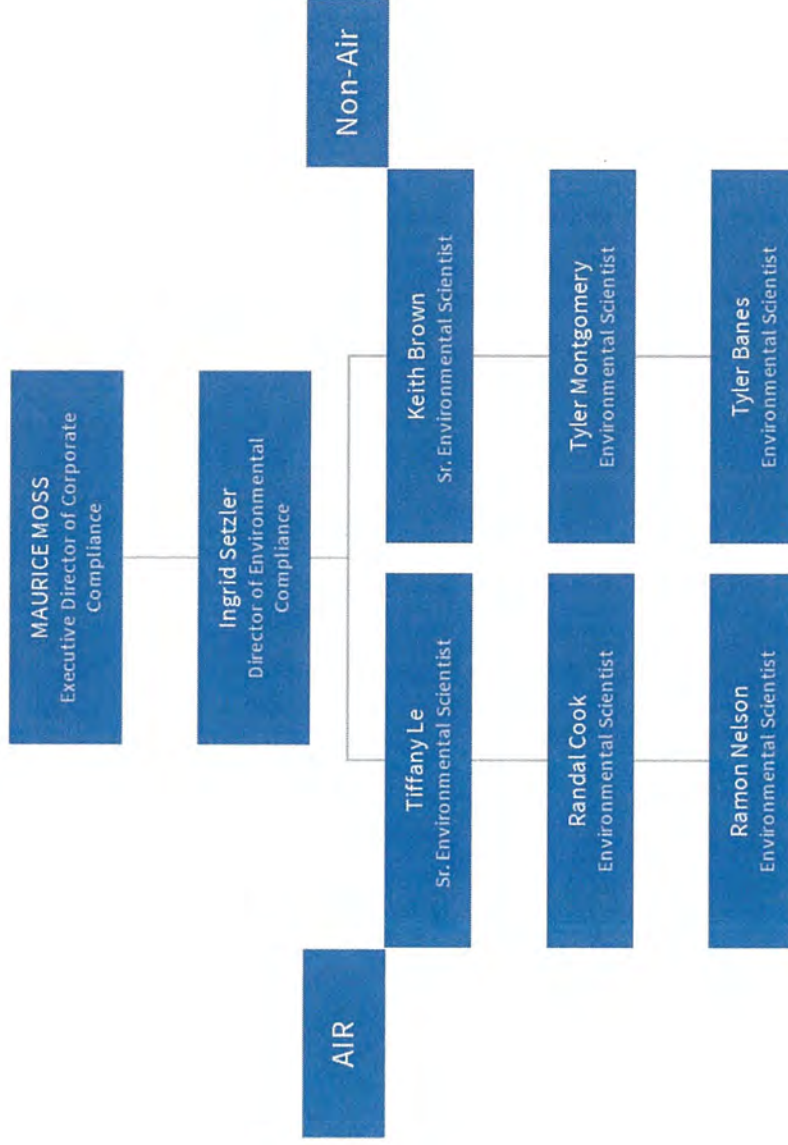 MAURICE MOSS
Executive Director of Corporate
Compliance
Ingrid Setzler
Director of Environmental
Compliance
AIR
Non-Air
Tiffany Le
Sr. Environmental Scientist
Keith Brown
Sr. Environmental Scientist
Randal Cook
Environmental Scientist
Tyler Montgomery
Environmental Scientist
Ramon Nelson
Environmental Scientist
Tyler Banes
Environmental Scientist